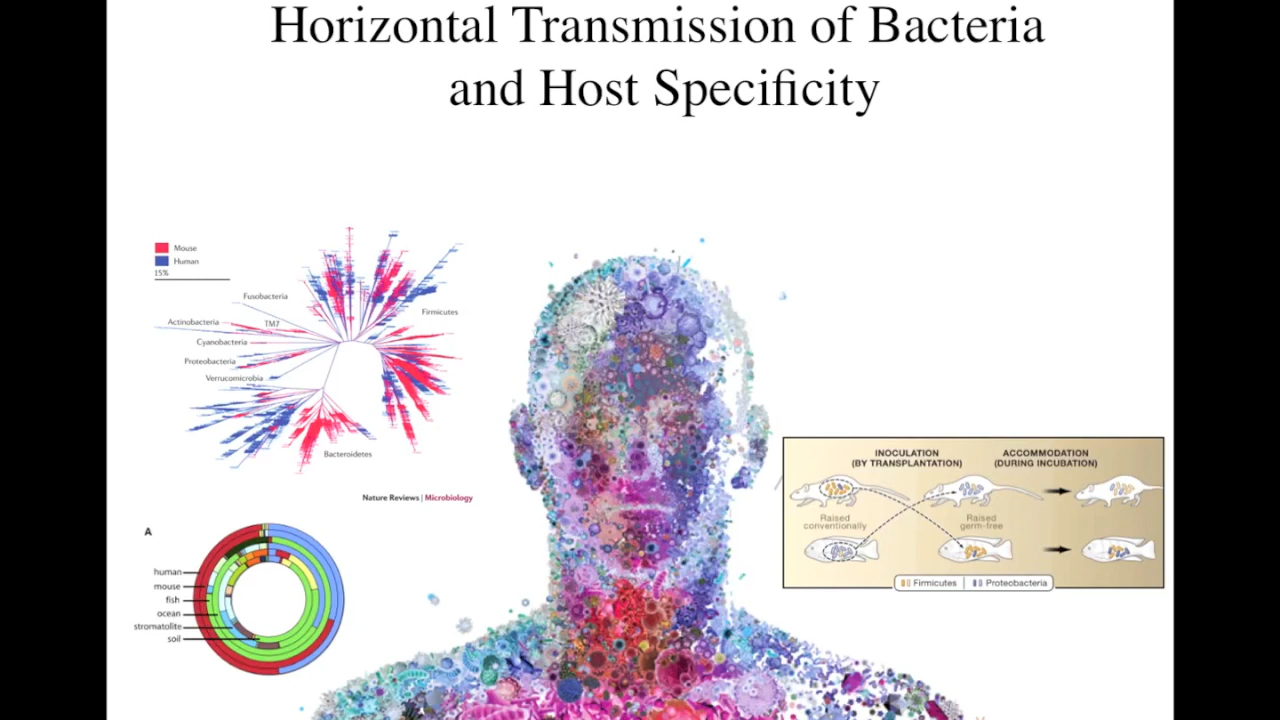 Horizontal Transmission of Bacteria
and Host Specificity
Mouse
Human
15%
Fusobacteria
Firmicutes
Actinobacteria
TM7
Cyanobacteria
Proteobacteria
Verrucomicrobia
Bacteroidetes
Nature Reviews | Microbiology
INOCULATION
(BY TRANSPLANTATION)
ACCOMMODATION
(DURING INCUBATION)
Raised
conventionally
Raised
germ-free
Firmicutes
Proteobacteria
A
human
mouse
fish
ocean
stromatolite
soil